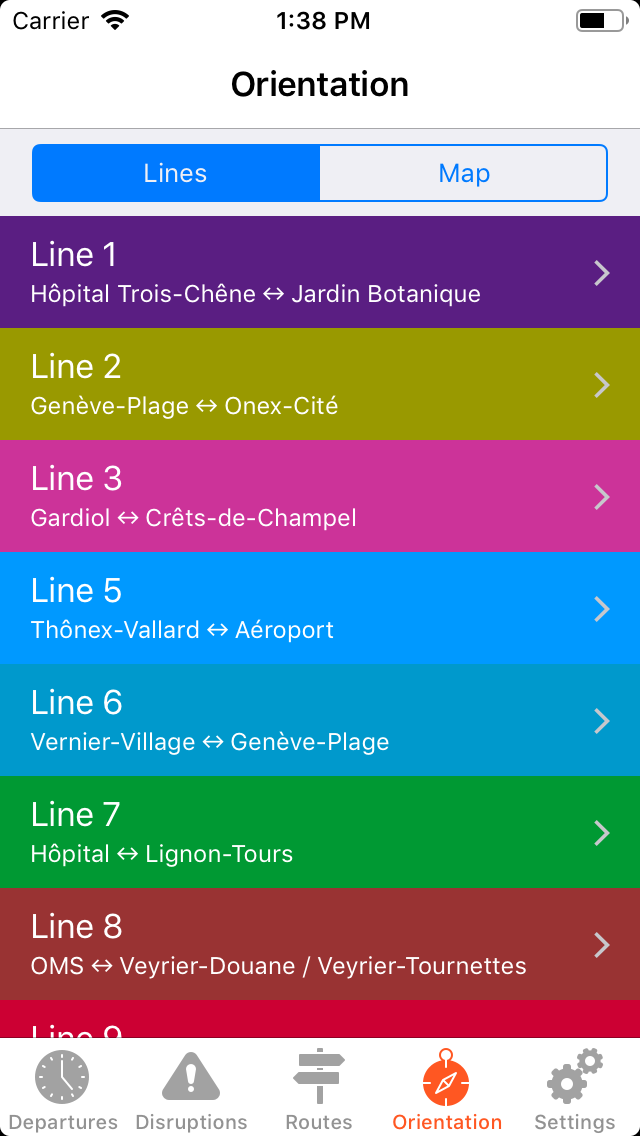 Carrier 1:38 PM
Orientation
Lines Map
Line 1
Hôpital Trois-Chêne ↔ Jardin Botanique
Line 2
Genève-Plage ↔ Onex-Cité
Line 3
Gardiol ↔ Crêts-de-Champel
Line 5
Thônex-Vallard ↔ Aéroport
Line 6
Vernier-Village ↔ Genève-Plage
Line 7
Hôpital ↔ Lignon-Tours
Line 8
OMS ↔ Veyrier-Douane / Veyrier-Tournettes
Line 9
Departures Disruptions Routes Orientation Settings